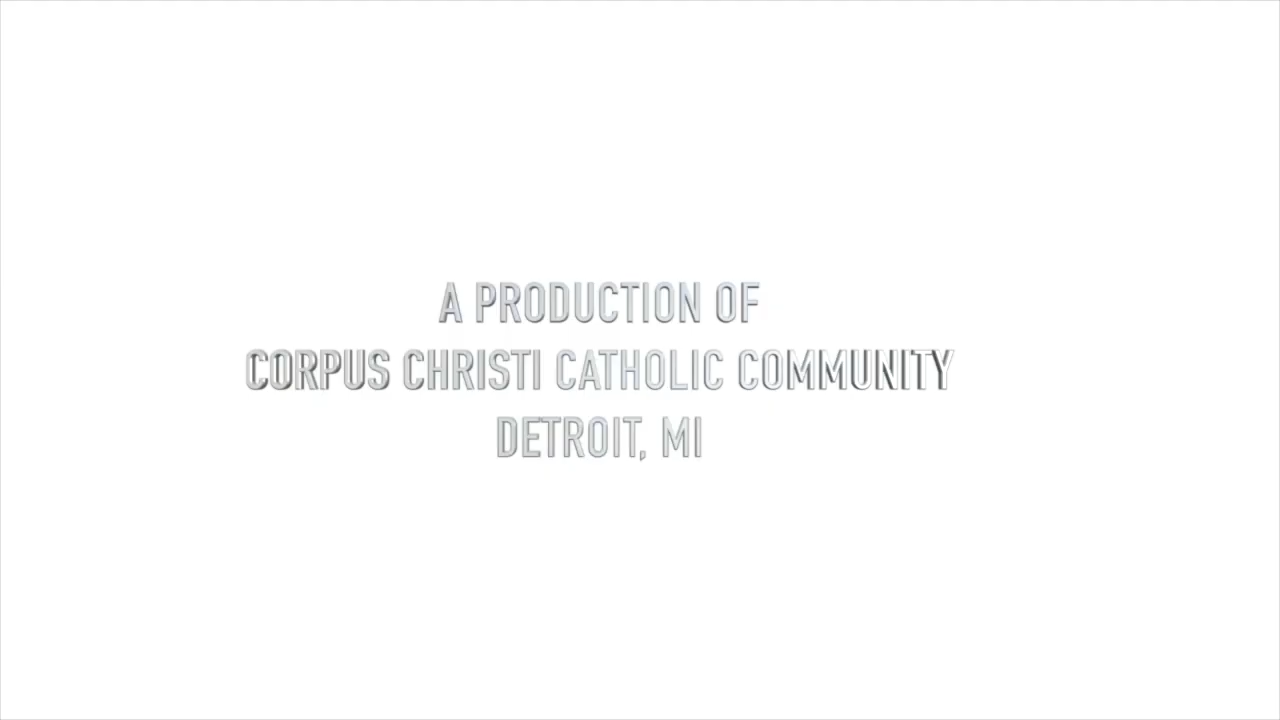 A PRODUCTION OF
CORPUS CHRISTI CATHOLIC COMMUNITY
DETROIT, MI